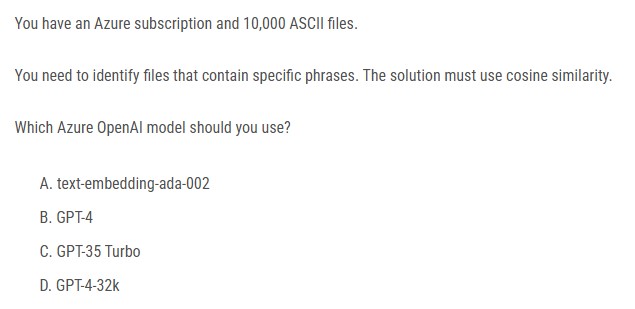 You have an Azure subscription and 10,000 ASCII files.
You need to identify files that contain specific phrases. The solution must use cosine similarity.
Which Azure OpenAI model should you use?
A. text-embedding-ada-002
B. GPT-4
C. GPT-35 Turbo
D. GPT-4-32k